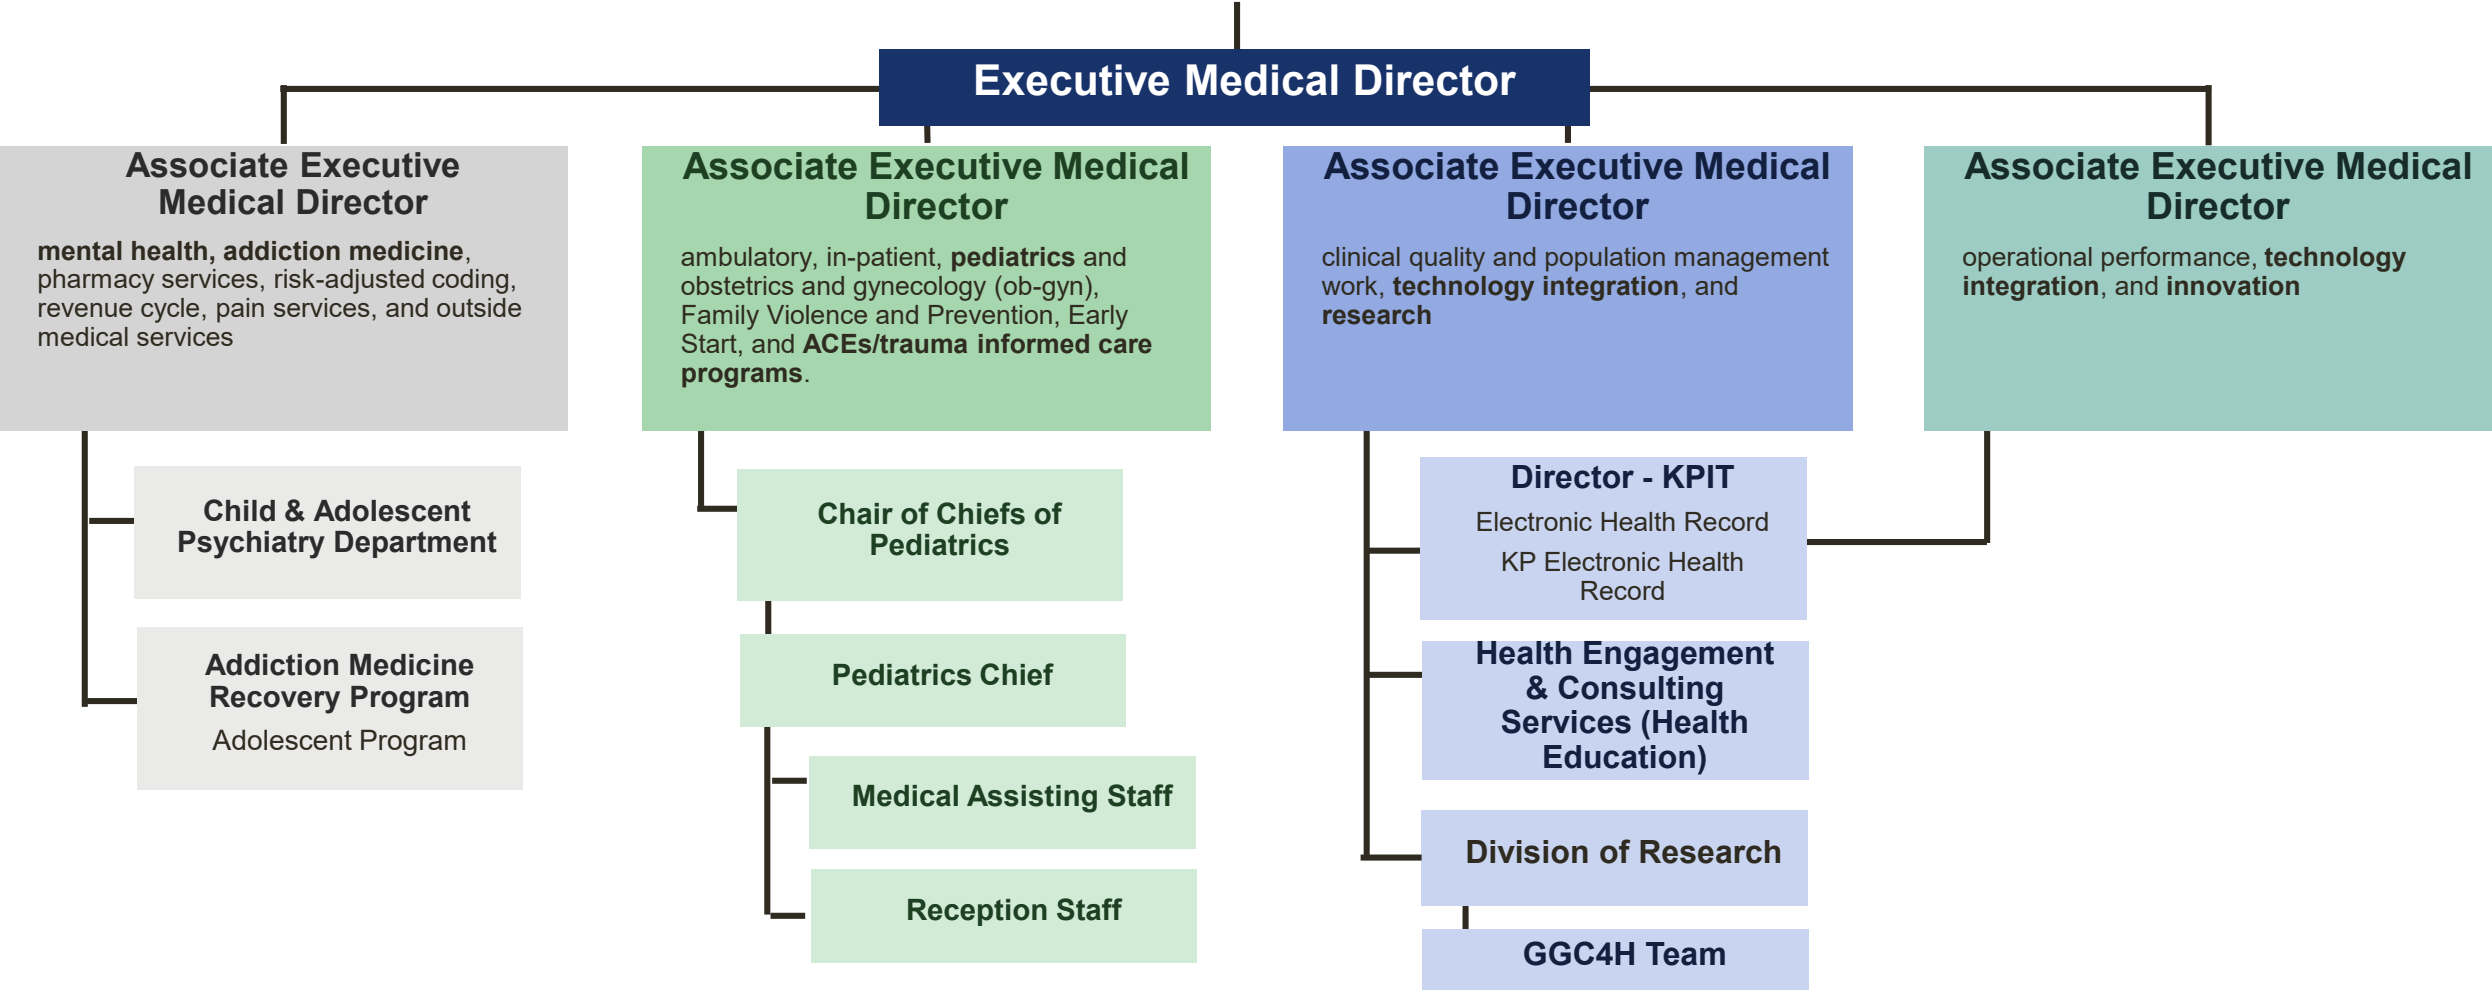 Executive Medical Director
Associate Executive
Medical Director
mental health, addiction medicine,
pharmacy services, risk-adjusted coding,
revenue cycle, pain services, and outside
medical services
Child & Adolescent
Psychiatry Department
Addiction Medicine
Recovery Program
Adolescent Program
Associate Executive Medical
Director
ambulatory, in-patient, pediatrics and
obstetrics and gynecology (ob-gyn),
Family Violence and Prevention, Early
Start, and ACEs/trauma informed care
programs.
Chair of Chiefs of
Pediatrics
Pediatrics Chief
Medical Assisting Staff
Reception Staff
Associate Executive Medical
Director
clinical quality and population management
work, technology integration, and
research
Director - KPIT
Electronic Health Record
KP Electronic Health
Record
Health Engagement
& Consulting
Services (Health
Education)
Division of Research
GGC4H Team
Associate Executive Medical
Director
operational performance, technology
integration, and innovation